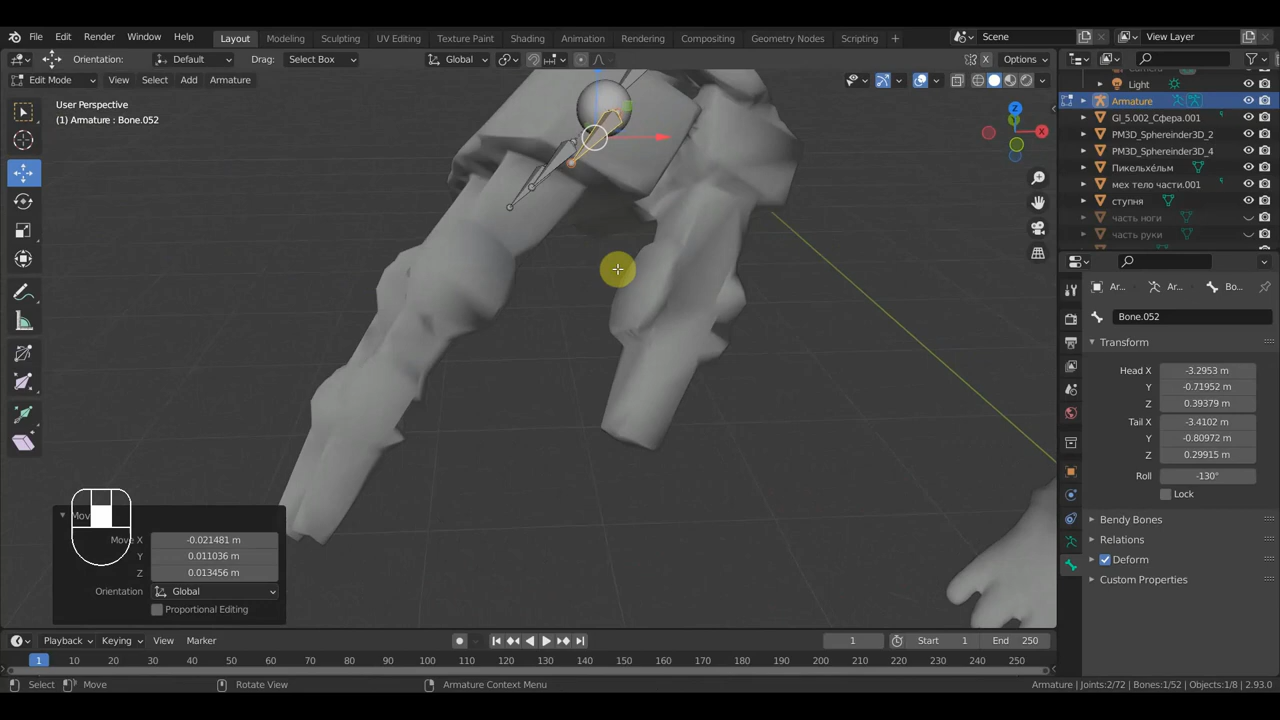 File Edit Render Window Help Layout Modeling Sculpting UV Editing Texture Paint Shading Animation Rendering Compositing Geometry Nodes Scripting + Scene View Layer
Orientation: Default Drag: Select Box Global Options
Edit Mode View Select Add Armature
User Perspective
(1) Armature : Bone.052
Z
X
Light
Armature
GI_5.002_Сфера.001
PM3D_Sphereinder3D_2
PM3D_Sphereinder3D_4
Пикельхе́льм
мех тело части.001
ступня
часть ноги
часть руки
Ar... Ar... Bo...
Bone.052
Transform
Head X -3.2953 m
Y -0.71952 m
Z 0.39379 m
Tail X -3.4102 m
Y -0.80972 m
Z 0.29915 m
Roll -130°
Lock
Bendy Bones
Relations
Deform
Custom Properties
Mov
Move X -0.021481 m
Y 0.011036 m
Z 0.013456 m
Orientation Global
Proportional Editing
Playback Keying View Marker 1 Start 1 End 250
1 10 20 30 40 50 60 70 80 90 100 110 120 130 140 150 160 170 180 190 200 210 220 230 240 250
Select Move Rotate View Armature Context Menu Armature | Joints:2/72 | Bones:1/52 | Objects:1/8 | 2.93.0